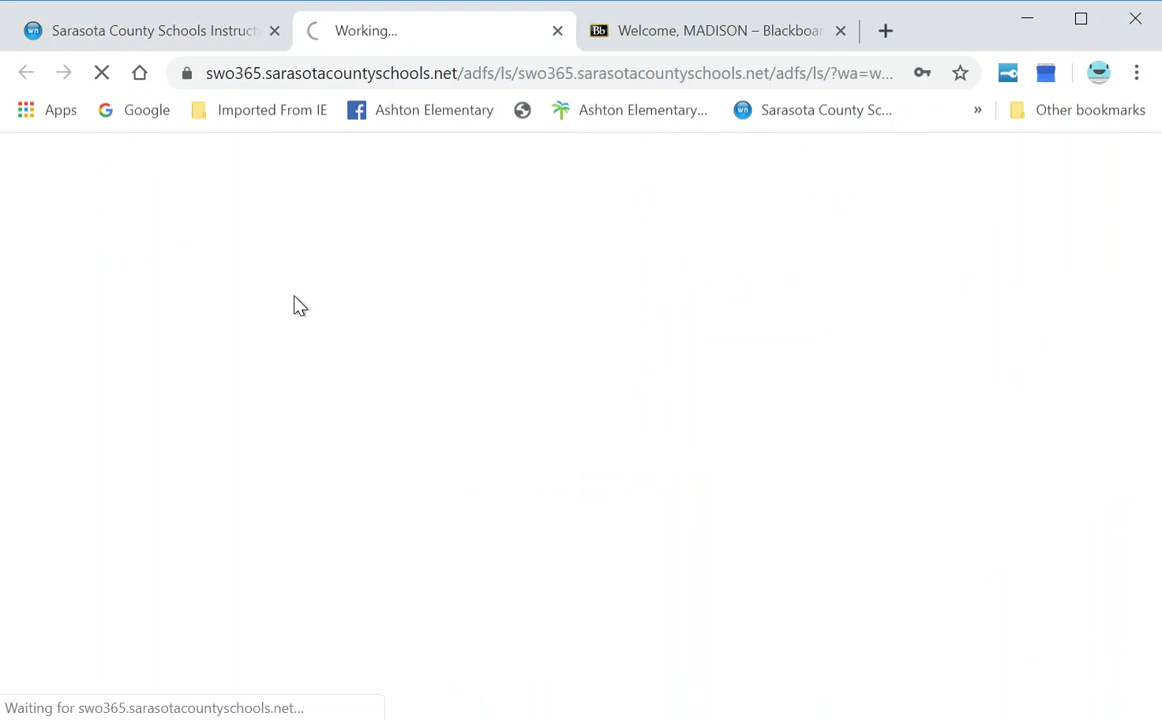 Sarasota County Schools Instruct
Working...
Bb Welcome, MADISON – Blackboar
swo365.sarasotacountyschools.net/adfs/ls/swo365.sarasotacountyschools.net/adfs/ls/?wa=w...
Apps Google Imported From IE Ashton Elementary Ashton Elementary... wn Sarasota County Sc... » Other bookmarks
Waiting for swo365.sarasotacountyschools.net...